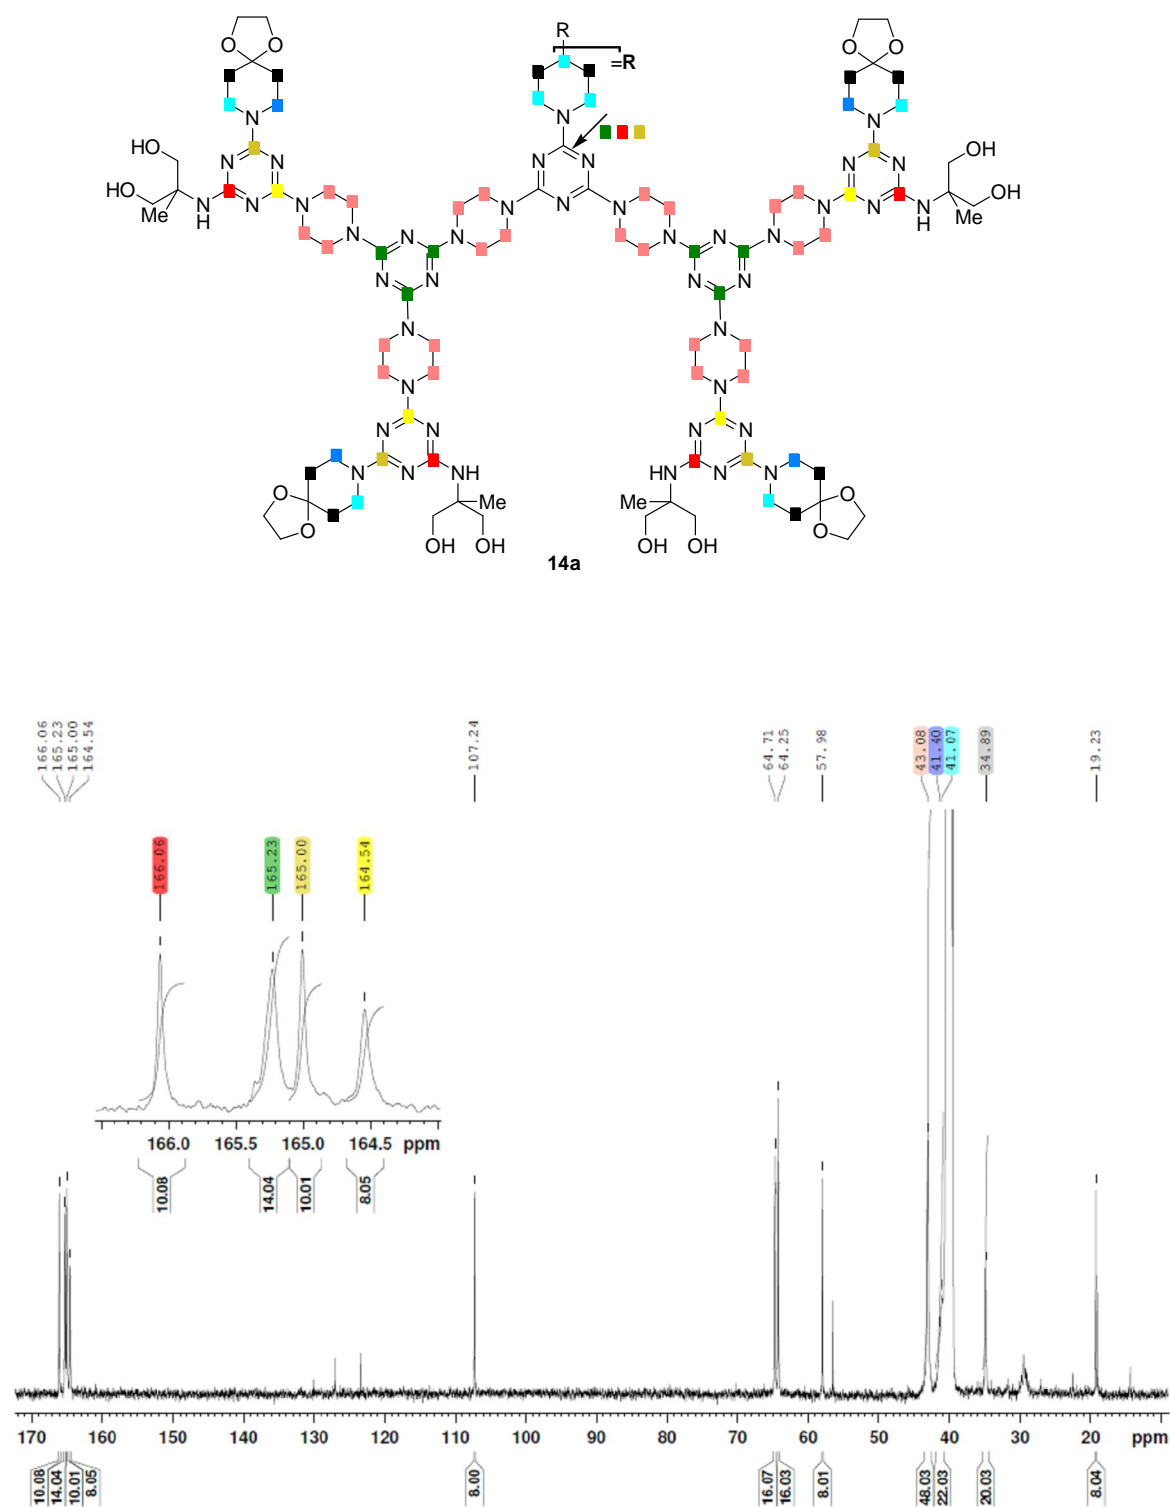 O O
R
O O
=R
N
N
N
HO
N N
N N
N N
OH
HO
N
H
Me
N
N
N
N
N
N
N
H
Me
OH
N
N
N
N
N N
N
N
N N
N
N
N
N
N N
N
N
N N
N
N
O
O
NH
Me
OH OH
HN
Me
OH OH
N
O
O
14a
166.06
165.23
165.00
164.54
107.24
64.71
64.25
57.98
43.08
41.40
41.07
34.89
19.23
166.06
165.23
165.00
164.54
166.0 165.5 165.0 164.5 ppm
10.08
14.04
10.01
8.05
170 160 150 140 130 120 110 100 90 80 70 60 50 40 30 20 ppm
10.08
14.04
10.01
8.05
8.00
16.07
16.03
8.01
48.03
22.03
20.03
8.04